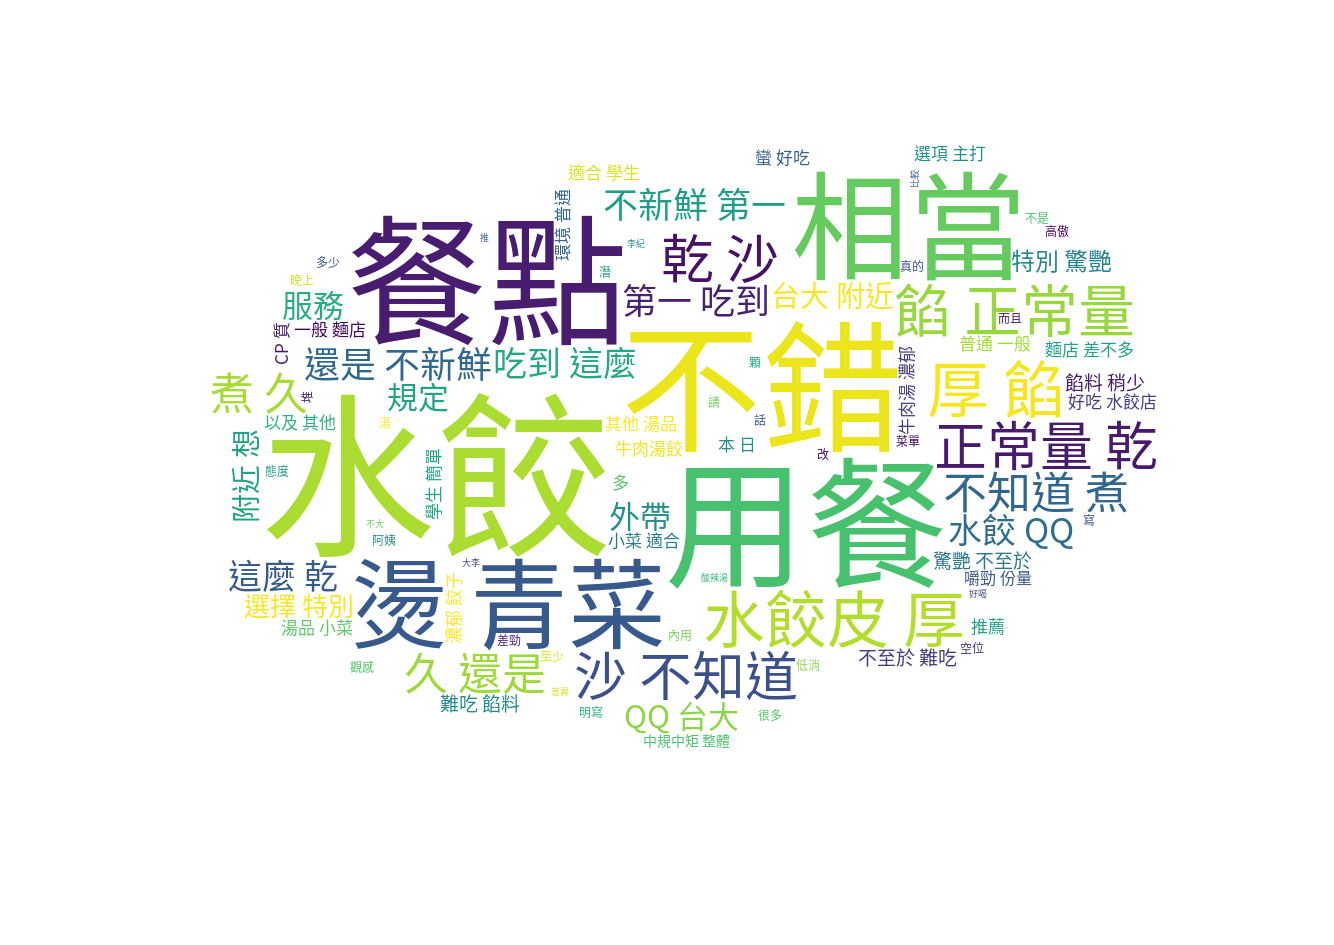 蠻 好吃
選項 主打
適合 學生
比較
相當
不新鮮 第一
環境 普通
不是
高傲
餐點
推
李紀
乾 沙
特別 驚艷
多少
潛
真的
晚上
第一 吃到
台大 附近
餡 正常量
服務
而且
CP 質
一般 麵店
不錯
普通 一般
麵店 差不多
還是 不新鮮
吃到 這麼
顆
牛肉湯 濃郁
厚 餡
餡料 稍少
煮 久
堆
規定
請
好吃 水餃店
以及 其他
湯
水餃
其他 湯品
話
正常量 乾
附近 想
學生 簡單
牛肉湯餃
本 日
改
菜單
態度
多
用餐
不知道 煮
不大
阿姨
外帶
小菜 適合
水餃 QQ
寫
驚艷 不至於
這麼 乾
燙
大李
青菜
酸辣湯
嚼勁 份量
選擇 特別
濃郁 餃子
水餃皮 厚
好喝
湯品 小菜
差勁
內用
推薦
觀感
久 還是
至少
沙 不知道
低消
不至於 難吃
空位
難吃 餡料
差異
明寫
QQ 台大
很多
中規中矩 整體